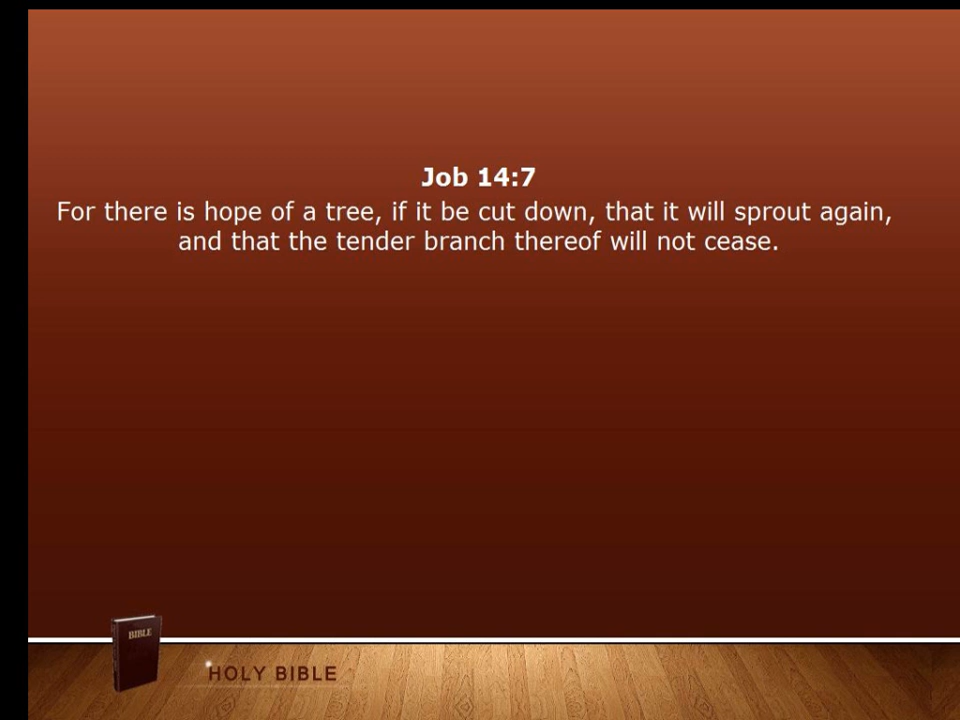 Job 14:7
For there is hope of a tree, if it be cut down, that it will sprout again,
and that the tender branch thereof will not cease.
BIBLE
HOLY BIBLE